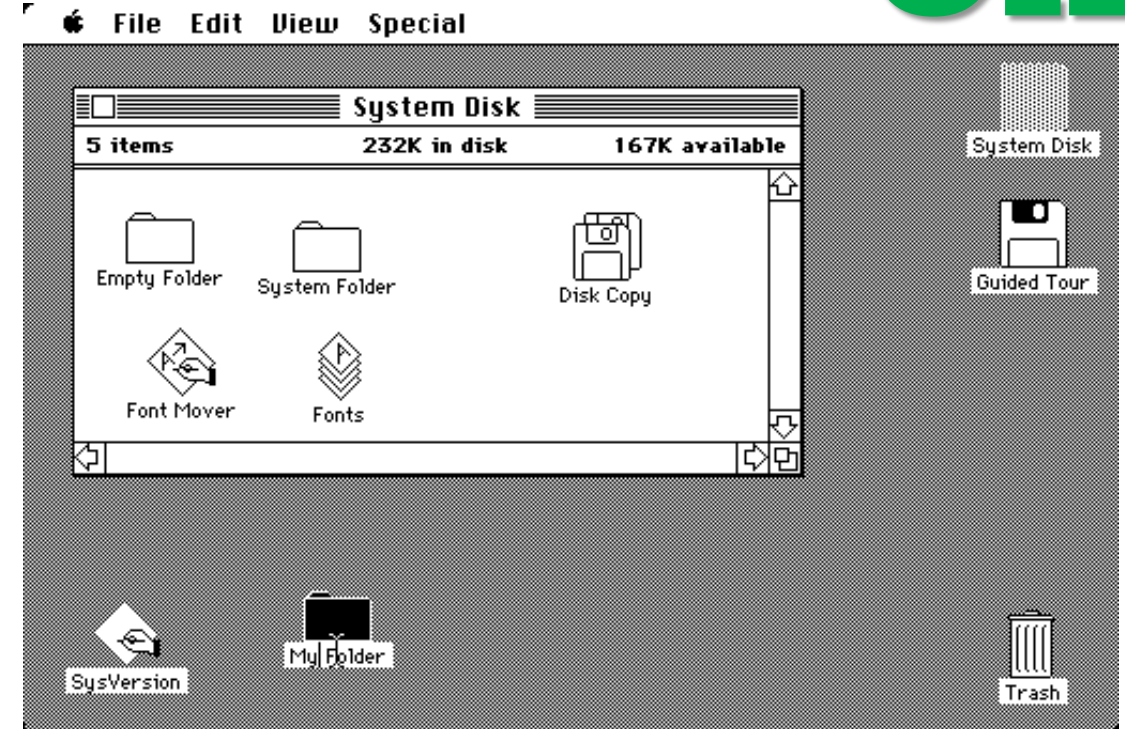 File Edit View Special
System Disk
5 items 232K in disk 167K available
Empty Folder
System Folder
Disk Copy
Font Mover
Fonts
System Disk
Guided Tour
SysVersion
My Folder
Trash